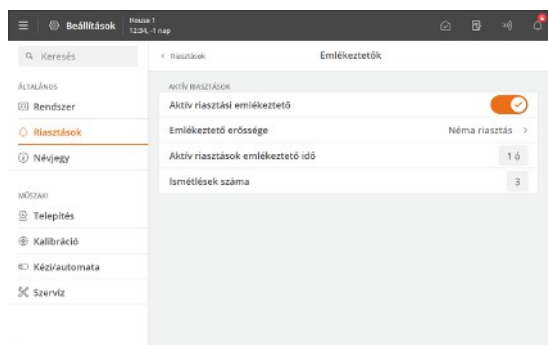 Beállítások
House 1
12:34, -1 nap
Keresés
ÁLTALÁNOS
Rendszer
Riasztások
Névjegy
MŰSZAKI
Telepítés
Kalibráció
Kézi/automata
Szervíz
< Riasztások
Emlékeztetők
AKTÍV RIASZTÁSOK
Aktív riasztási emlékeztető
Emlékeztető erőssége Néma riasztás >
Aktív riasztások emlékeztető idő 1 ó
Ismétlések száma 3